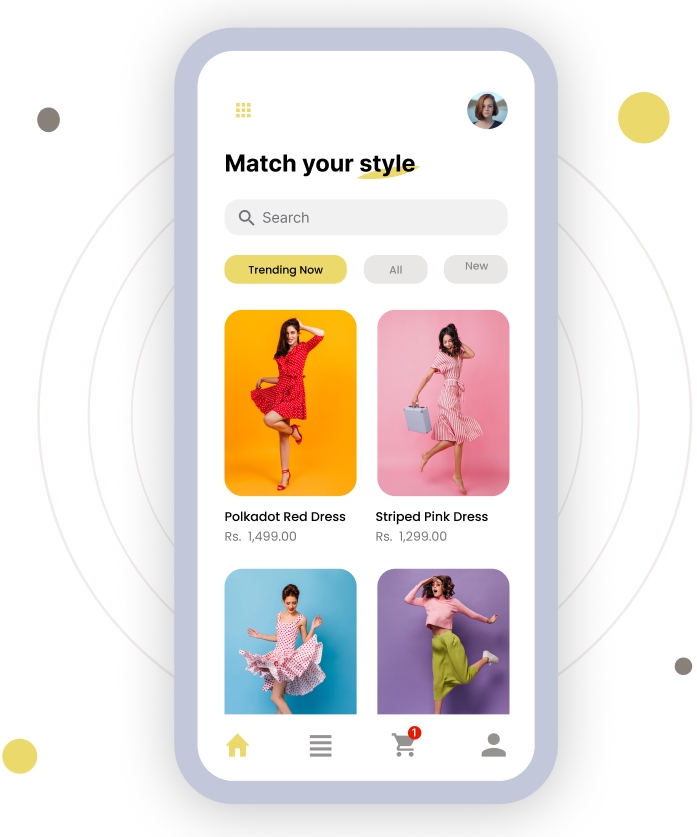 Match your style
Search
Trending Now
All
New
Polkadot Red Dress
Striped Pink Dress
Rs. 1,499.00
Rs. 1,299.00
1